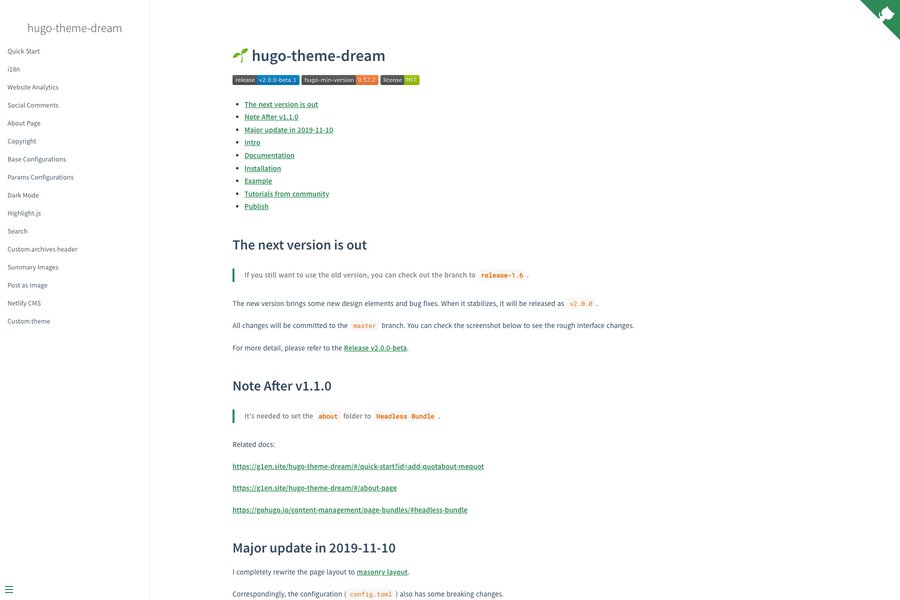 hugo-theme-dream
Quick Start
i18n
Website Analytics
Social Comments
About Page
Copyright
Base Configurations
Params Configurations
Dark Mode
Highlight.js
Search
Custom archives header
Summary Images
Post as Image
Netlify CMS
Custom theme
hugo-theme-dream
release v2.0.0-beta.1 hugo-min-version 0.57.2 license MIT
The next version is out
Note After v1.1.0
Major update in 2019-11-10
Intro
Documentation
Installation
Example
Tutorials from community
Publish
The next version is out
If you still want to use the old version, you can check out the branch to release-1.6 .
The new version brings some new design elements and bug fixes. When it stabilizes, it will be released as v2.0.0 .
All changes will be committed to the master branch. You can check the screenshot below to see the rough interface changes.
For more detail, please refer to the Release v2.0.0-beta.
Note After v1.1.0
It's needed to set the about folder to Headless Bundle .
Related docs:
https://g1en.site/hugo-theme-dream/#/quick-start?id=add-quotabout-mequot
https://g1en.site/hugo-theme-dream/#/about-page
https://gohugo.io/content-management/page-bundles/#headless-bundle
Major update in 2019-11-10
I completely rewrite the page layout to masonry layout.
Correspondingly, the configuration ( config.toml ) also has some breaking changes.